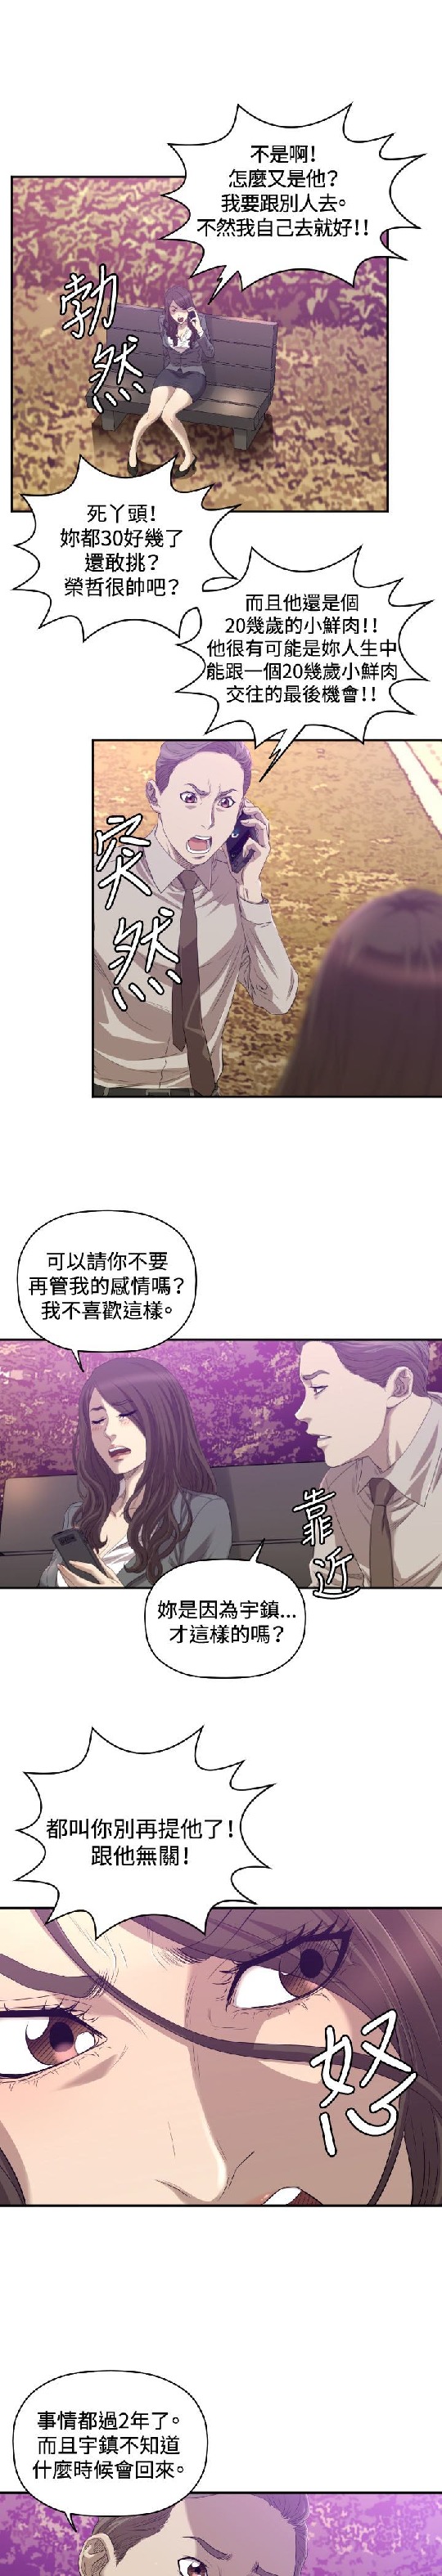 不是啊!
怎麼又是他?
我要跟別人去。
不然我自己去就好!!
勃然
死丫頭!
妳都30好幾了
還敢挑?
榮哲很帥吧?
而且他還是個
20幾歲的小鮮肉!!
他很有可能是妳人生中
能跟一個20幾歲小鮮肉
交往的最後機會!!
突然
可以請你不要
再管我的感情嗎?
我不喜歡這樣。
靠近
妳是因為宇鎮...
才這樣的嗎?
都叫你別再提他了!
跟他無關!
怒
事情都過2年了。
而且宇鎮不知道
什麼時候會回來。